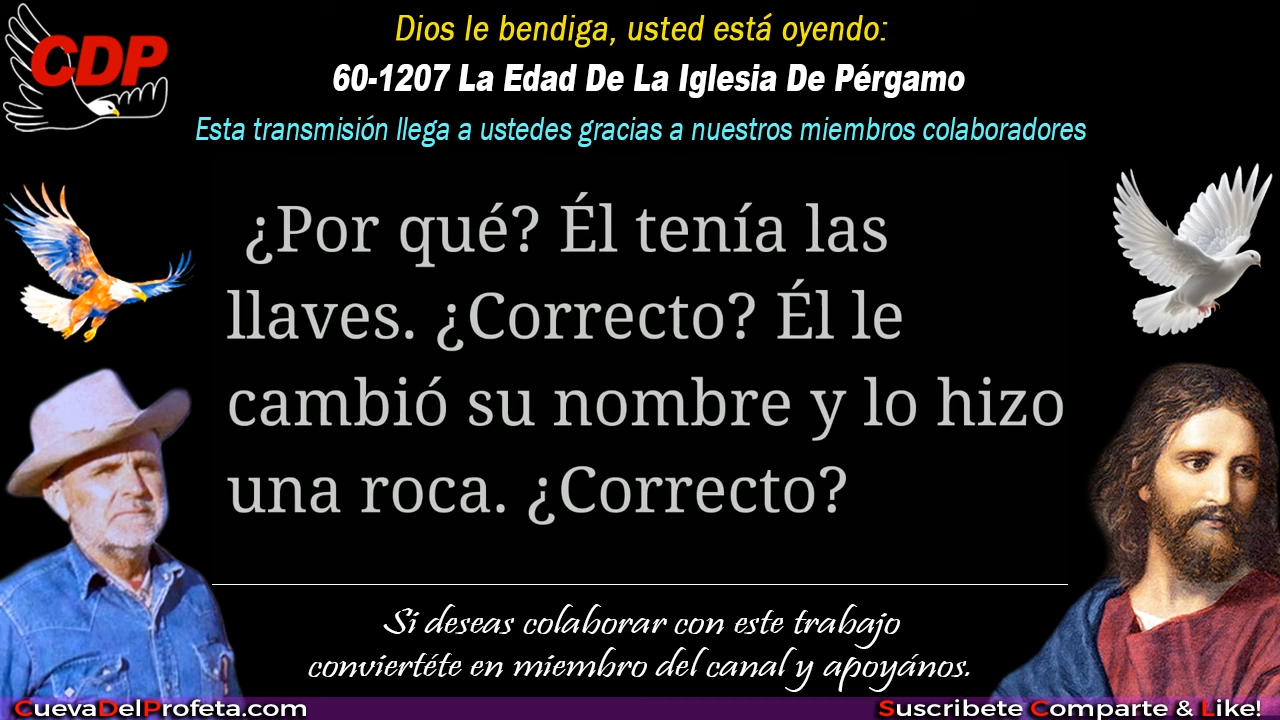 CDP
Dios le bendiga, usted está oyendo:
60-1207 La Edad De La Iglesia De Pérgamo
Esta transmisión llega a ustedes gracias a nuestros miembros colaboradores
¿Por qué? Él tenía las
llaves. ¿Correcto? Él le
cambió su nombre y lo hizo
una roca. ¿Correcto?
Si deseas colaborar con este trabajo
conviertéte en miembro del canal y apoyános.
CuevaDelProfeta.com
Suscribete Comparte & Like!